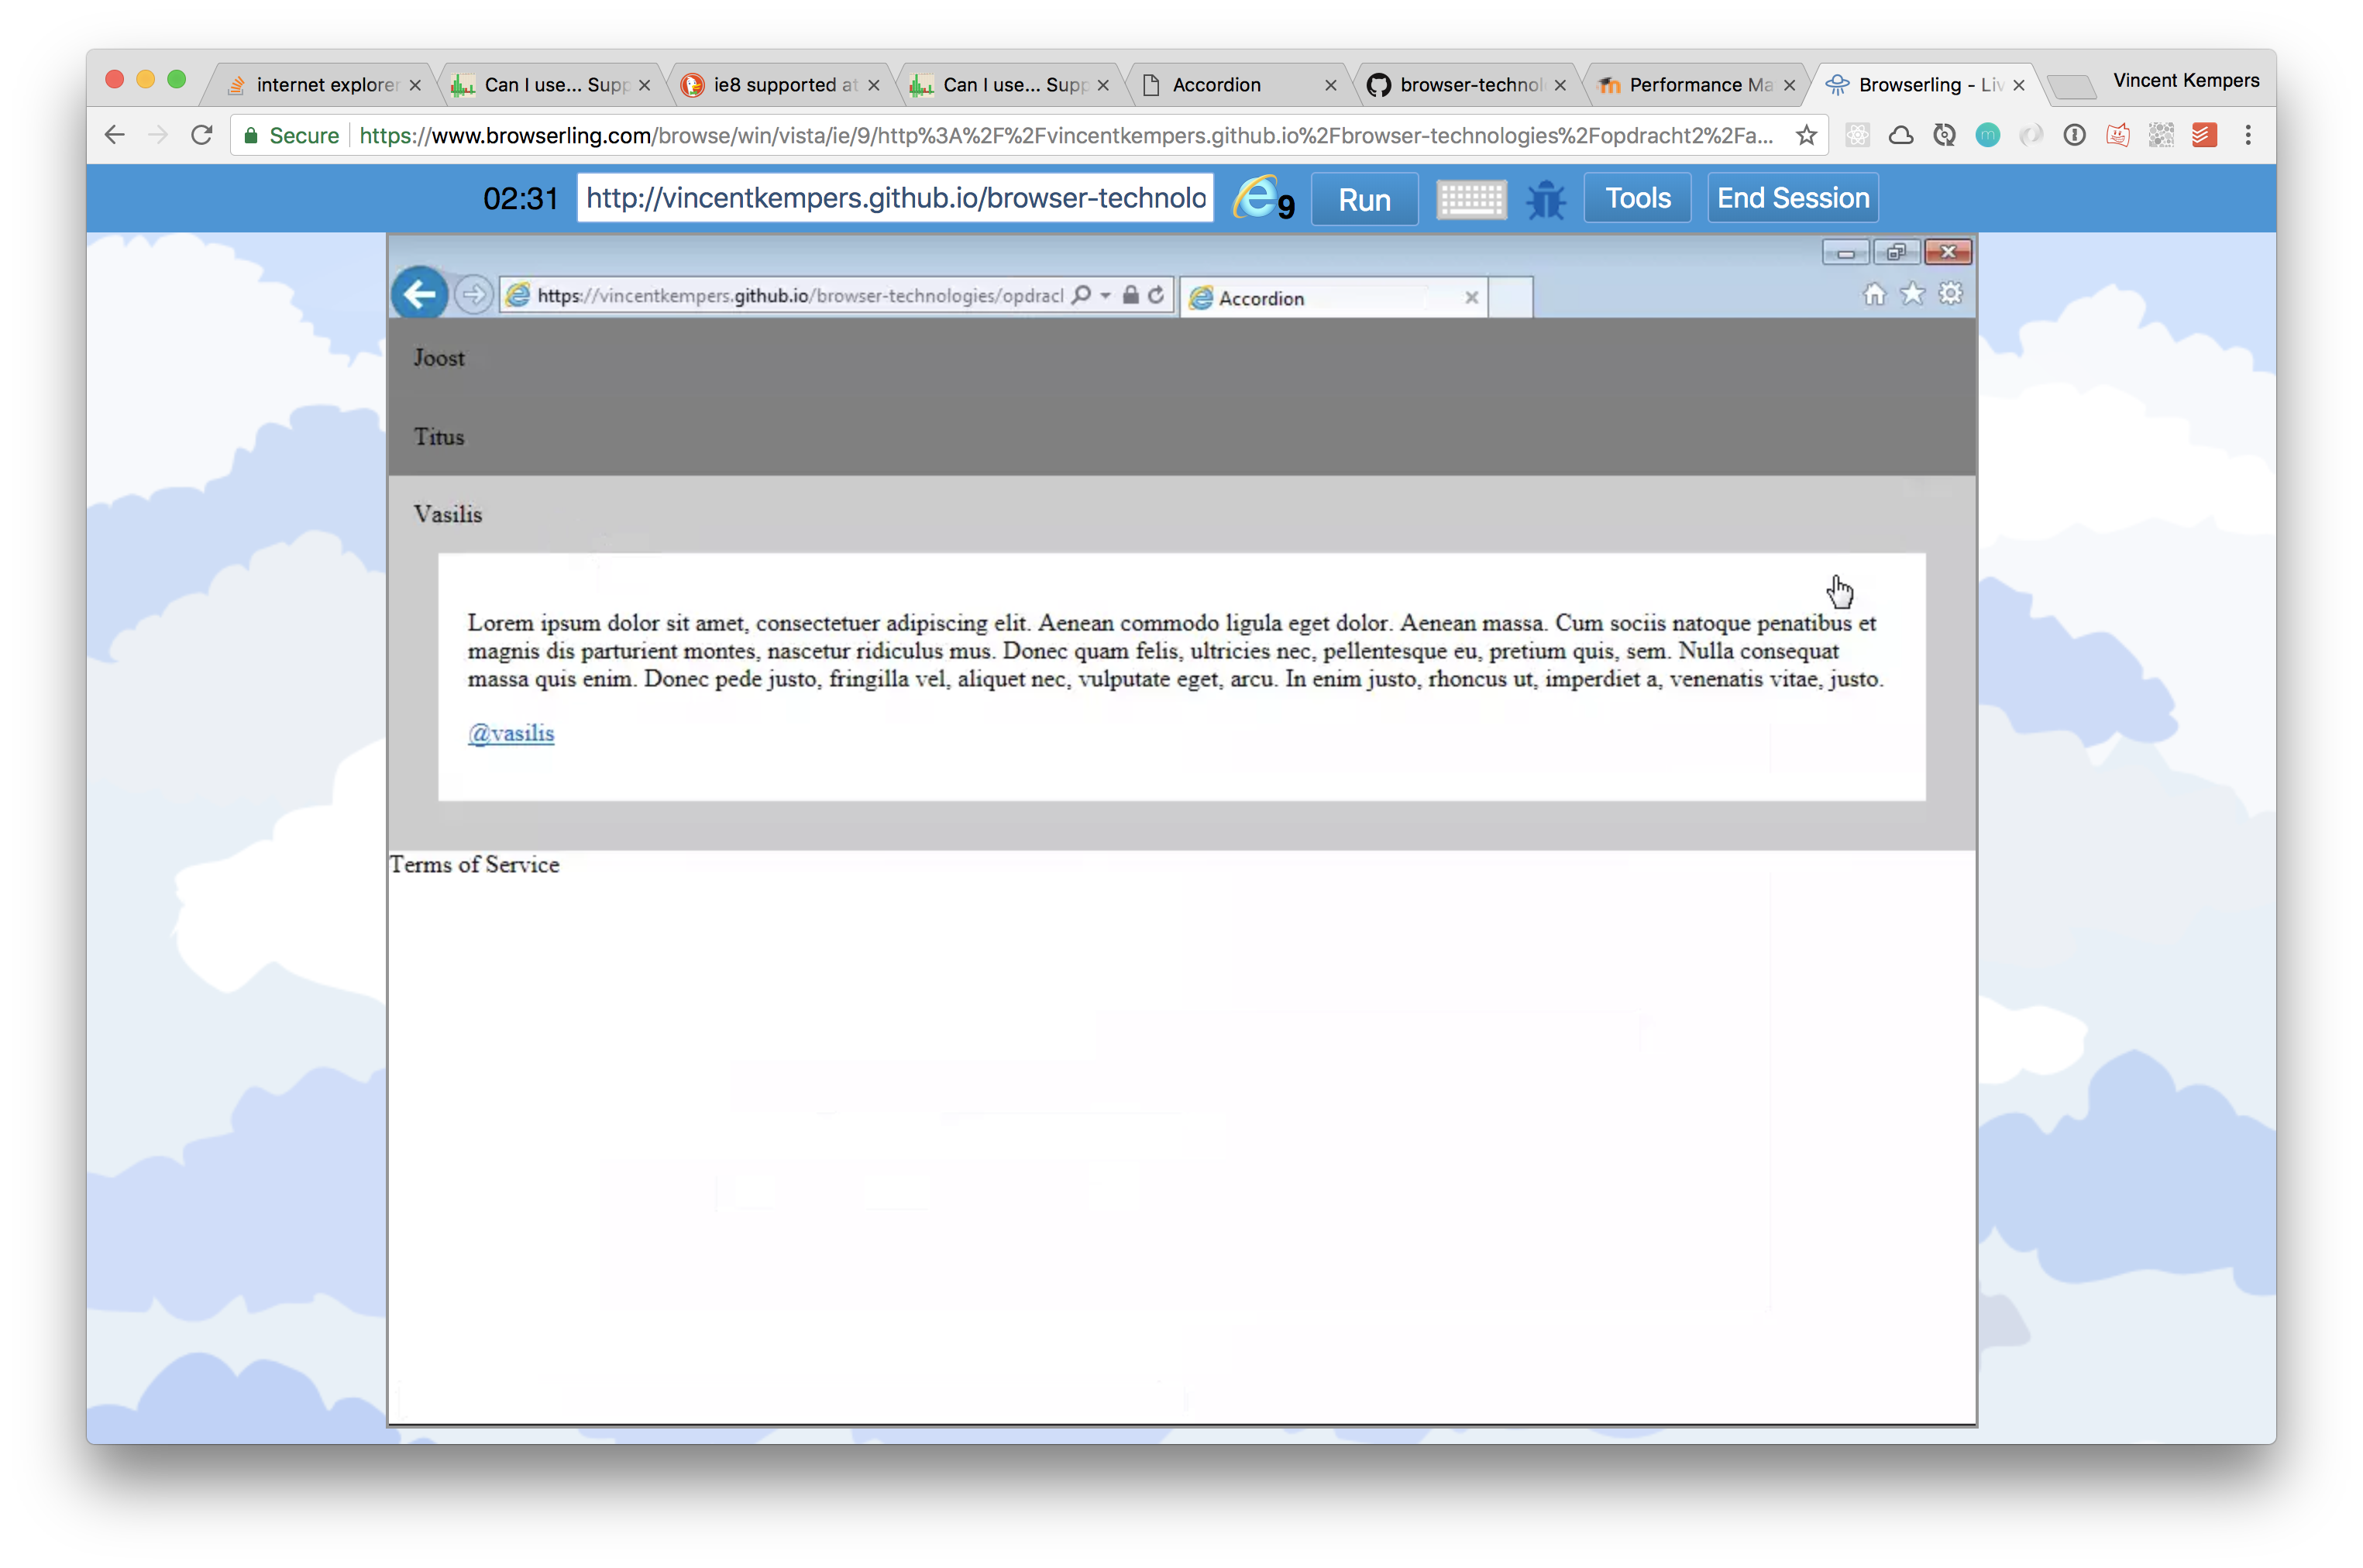 internet explorer
Can I use... Supp
ie8 supported at
Can I use... Supp
Accordion
browser-technol
Performance Ma
Browserling - Liv
Vincent Kempers
Secure
https://www.browserling.com/browse/win/vista/ie/9/http%3A%2F%2Fvincentkempers.github.io%2Fbrowser-technologies%2Fopdracht2%2Fa...
02:31
http://vincentkempers.github.io/browser-technolo
9
Run
Tools
End Session
https://vincentkempers.github.io/browser-technologies/opdracl
Accordion
Joost
Titus
Vasilis
Lorem ipsum dolor sit amet, consectetuer adipiscing elit. Aenean commodo ligula eget dolor. Aenean massa. Cum sociis natoque penatibus et
magnis dis parturient montes, nascetur ridiculus mus. Donec quam felis, ultricies nec, pellentesque eu, pretium quis, sem. Nulla consequat
massa quis enim. Donec pede justo, fringilla vel, aliquet nec, vulputate eget, arcu. In enim justo, rhoncus ut, imperdiet a, venenatis vitae, justo.
@vasilis
Terms of Service